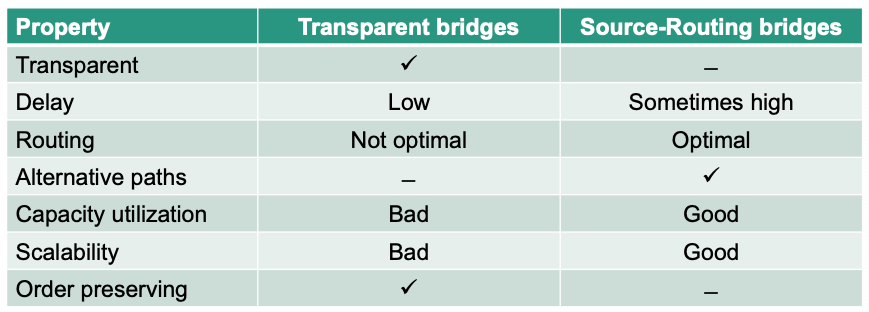 Property Transparent bridges Source-Routing bridges
Transparent ✓ –
Delay Low Sometimes high
Routing Not optimal Optimal
Alternative paths – ✓
Capacity utilization Bad Good
Scalability Bad Good
Order preserving ✓ –